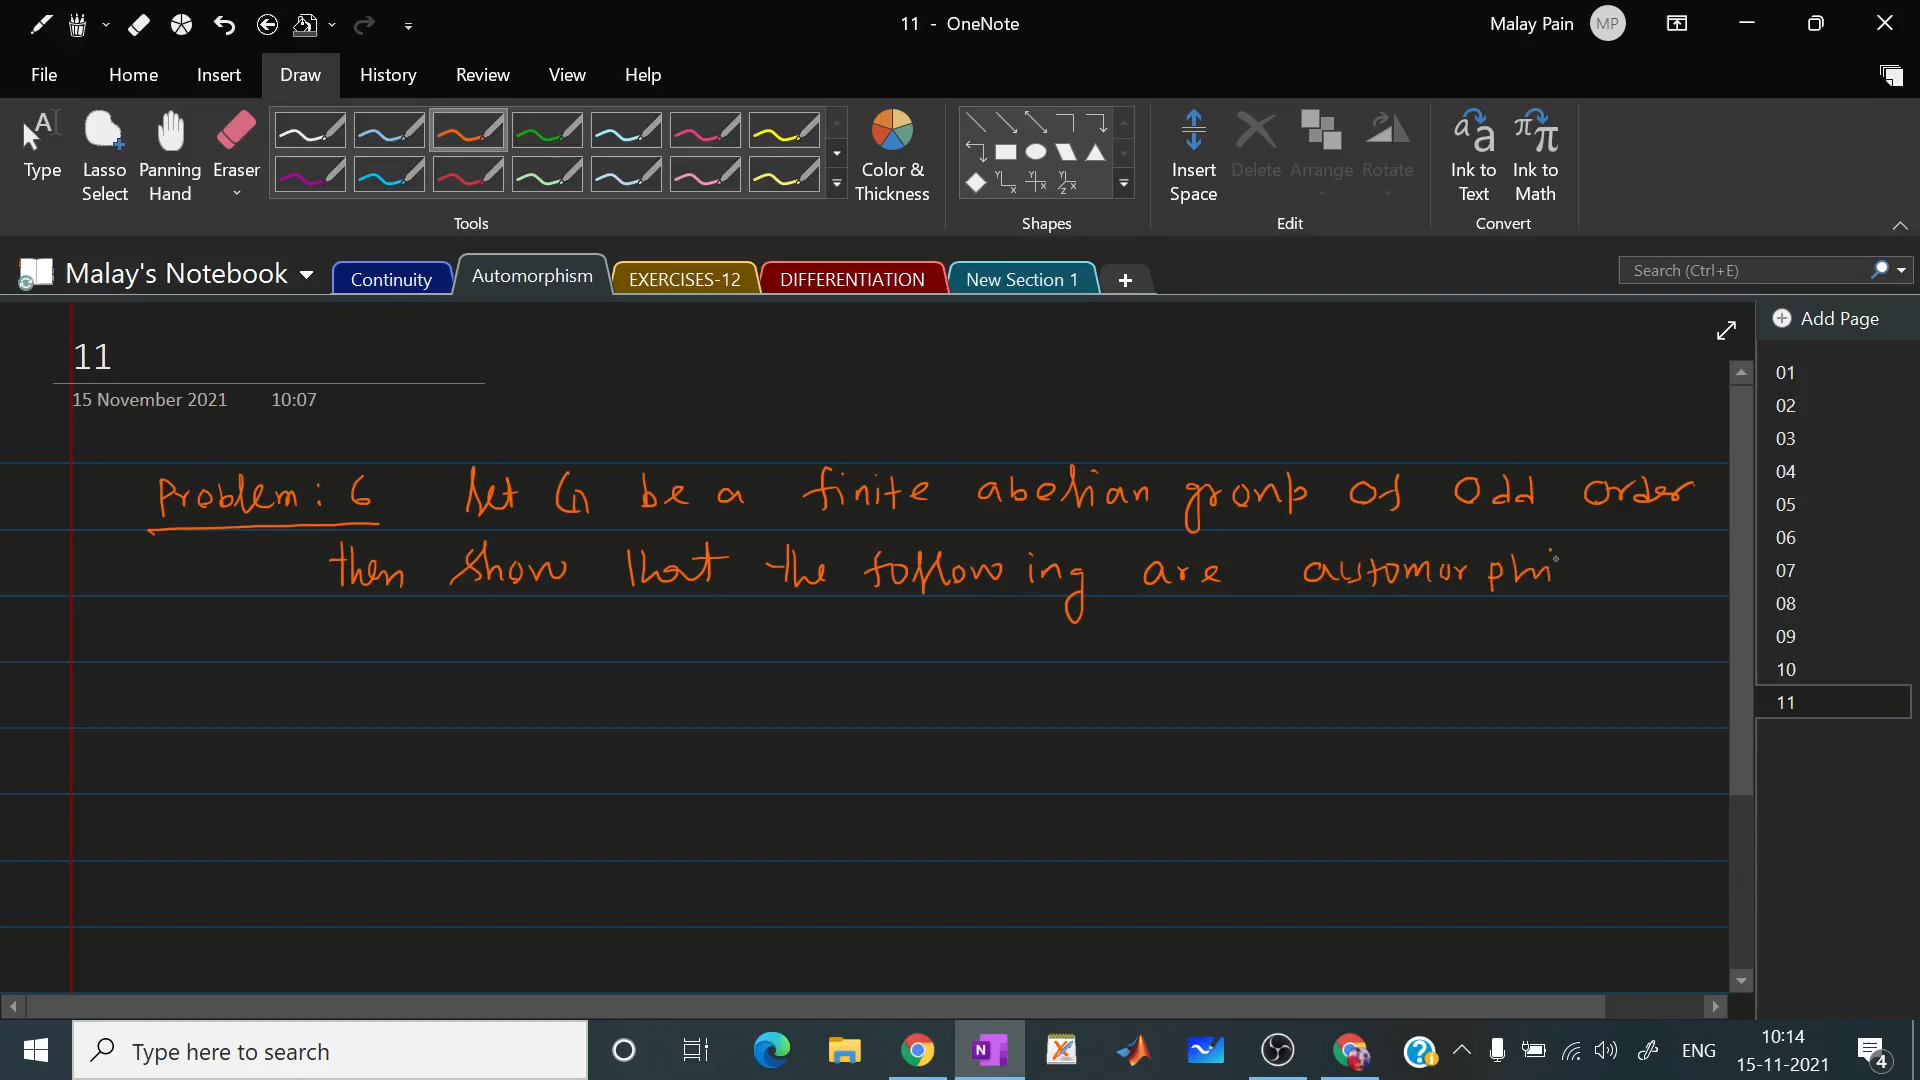 11 - OneNote
Malay Pain MP
File Home Insert Draw History Review View Help
Type
Lasso Select
Panning Hand
Eraser
Color & Thickness
Insert Space
Delete
Arrange
Rotate
Ink to Text
Ink to Math
Tools
Shapes
Edit
Convert
Malay's Notebook
Continuity
Automorphism
EXERCISES-12
DIFFERENTIATION
New Section 1
Search (Ctrl+E)
Add Page
11
15 November 2021 10:07
Problem: 6 Let G be a finite abelian group of odd order
then show that the following are automorphi
01
02
03
04
05
06
07
08
09
10
11
Type here to search
ENG
10:14
15-11-2021
4